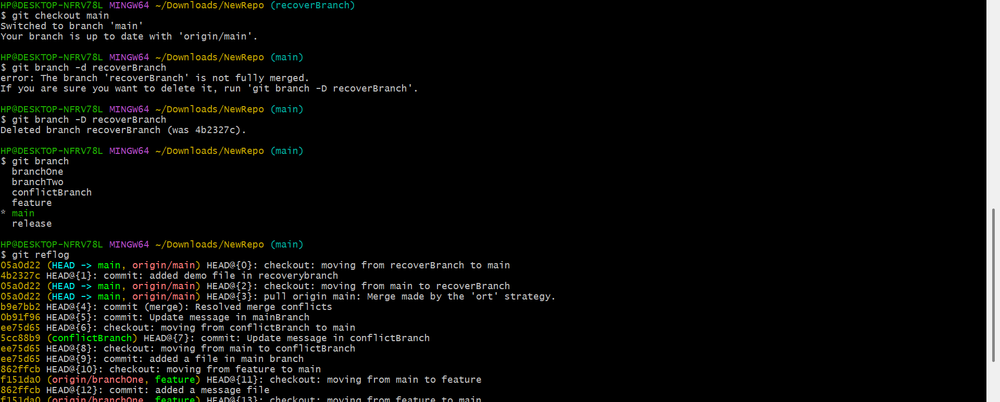 HP@DESKTOP-NFRV78L MINGW64 ~/Downloads/NewRepo (recoverBranch)
$ git checkout main
Switched to branch 'main'
Your branch is up to date with 'origin/main'.
HP@DESKTOP-NFRV78L MINGW64 ~/Downloads/NewRepo (main)
$ git branch -d recoverBranch
error: The branch 'recoverBranch' is not fully merged.
If you are sure you want to delete it, run 'git branch -D recoverBranch'.
HP@DESKTOP-NFRV78L MINGW64 ~/Downloads/NewRepo (main)
$ git branch -D recoverBranch
Deleted branch recoverBranch (was 4b2327c).
HP@DESKTOP-NFRV78L MINGW64 ~/Downloads/NewRepo (main)
$ git branch
  branchOne
  branchTwo
  conflictBranch
  feature
* main
  release
HP@DESKTOP-NFRV78L MINGW64 ~/Downloads/NewRepo (main)
$ git reflog
05a0d22 (HEAD -> main, origin/main) HEAD@{0}: checkout: moving from recoverBranch to main
4b2327c HEAD@{1}: commit: added demo file in recoverybranch
05a0d22 (HEAD -> main, origin/main) HEAD@{2}: checkout: moving from main to recoverBranch
05a0d22 (HEAD -> main, origin/main) HEAD@{3}: pull origin main: Merge made by the 'ort' strategy.
b9e7bb2 HEAD@{4}: commit (merge): Resolved merge conflicts
0b91f96 HEAD@{5}: commit: Update message in mainBranch
ee75d65 HEAD@{6}: checkout: moving from conflictBranch to main
5cc88b9 (conflictBranch) HEAD@{7}: commit: Update message in conflictBranch
ee75d65 HEAD@{8}: checkout: moving from main to conflictBranch
ee75d65 HEAD@{9}: commit: added a file in main branch
862ffcb HEAD@{10}: checkout: moving from feature to main
f151da0 (origin/branchOne, feature) HEAD@{11}: checkout: moving from main to feature
862ffcb HEAD@{12}: commit: added a message file
f151da0 (origin/branchOne, feature) HEAD@{13}: checkout: moving from feature to main